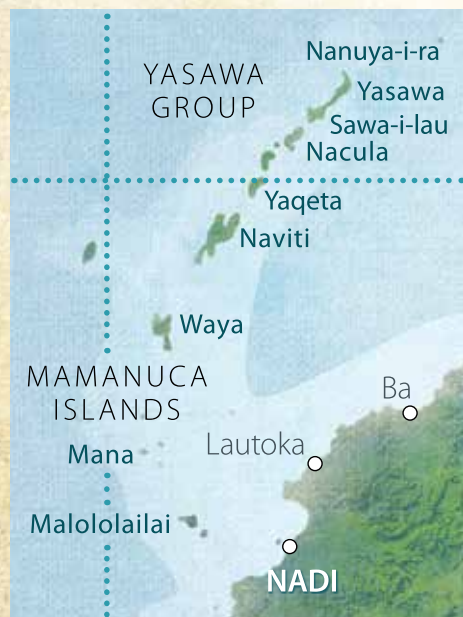 Nanuya-i-ra
YASAWA
GROUP
Yasawa
Sawa-i-lau
Nacula
Yaqeta
Naviti
Waya
MAMANUCA
ISLANDS
Ba
Lautoka
Mana
Malololailai
NADI